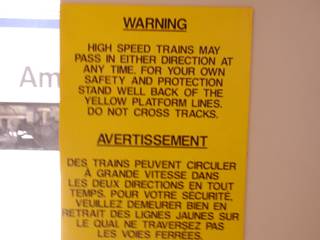 Am
WARNING
HIGH SPEED TRAINS MAY
PASS IN EITHER DIRECTION AT
ANY TIME. FOR YOUR OWN
SAFETY AND PROTECTION
STAND WELL BACK OF THE
YELLOW PLATFORM LINES.
DO NOT CROSS TRACKS.
AVERTISSEMENT
DES TRAINS PEUVENT CIRCULER
À GRANDE VITESSE DANS
LES DEUX DIRECTIONS EN TOUT
TEMPS. POUR VOTRE SÉCURITÉ,
VEUILLEZ DEMEURER BIEN EN
RETRAIT DES LIGNES JAUNES SUR
LE QUAI. NE TRAVERSEZ PAS
LES VOIES FERRÉES.